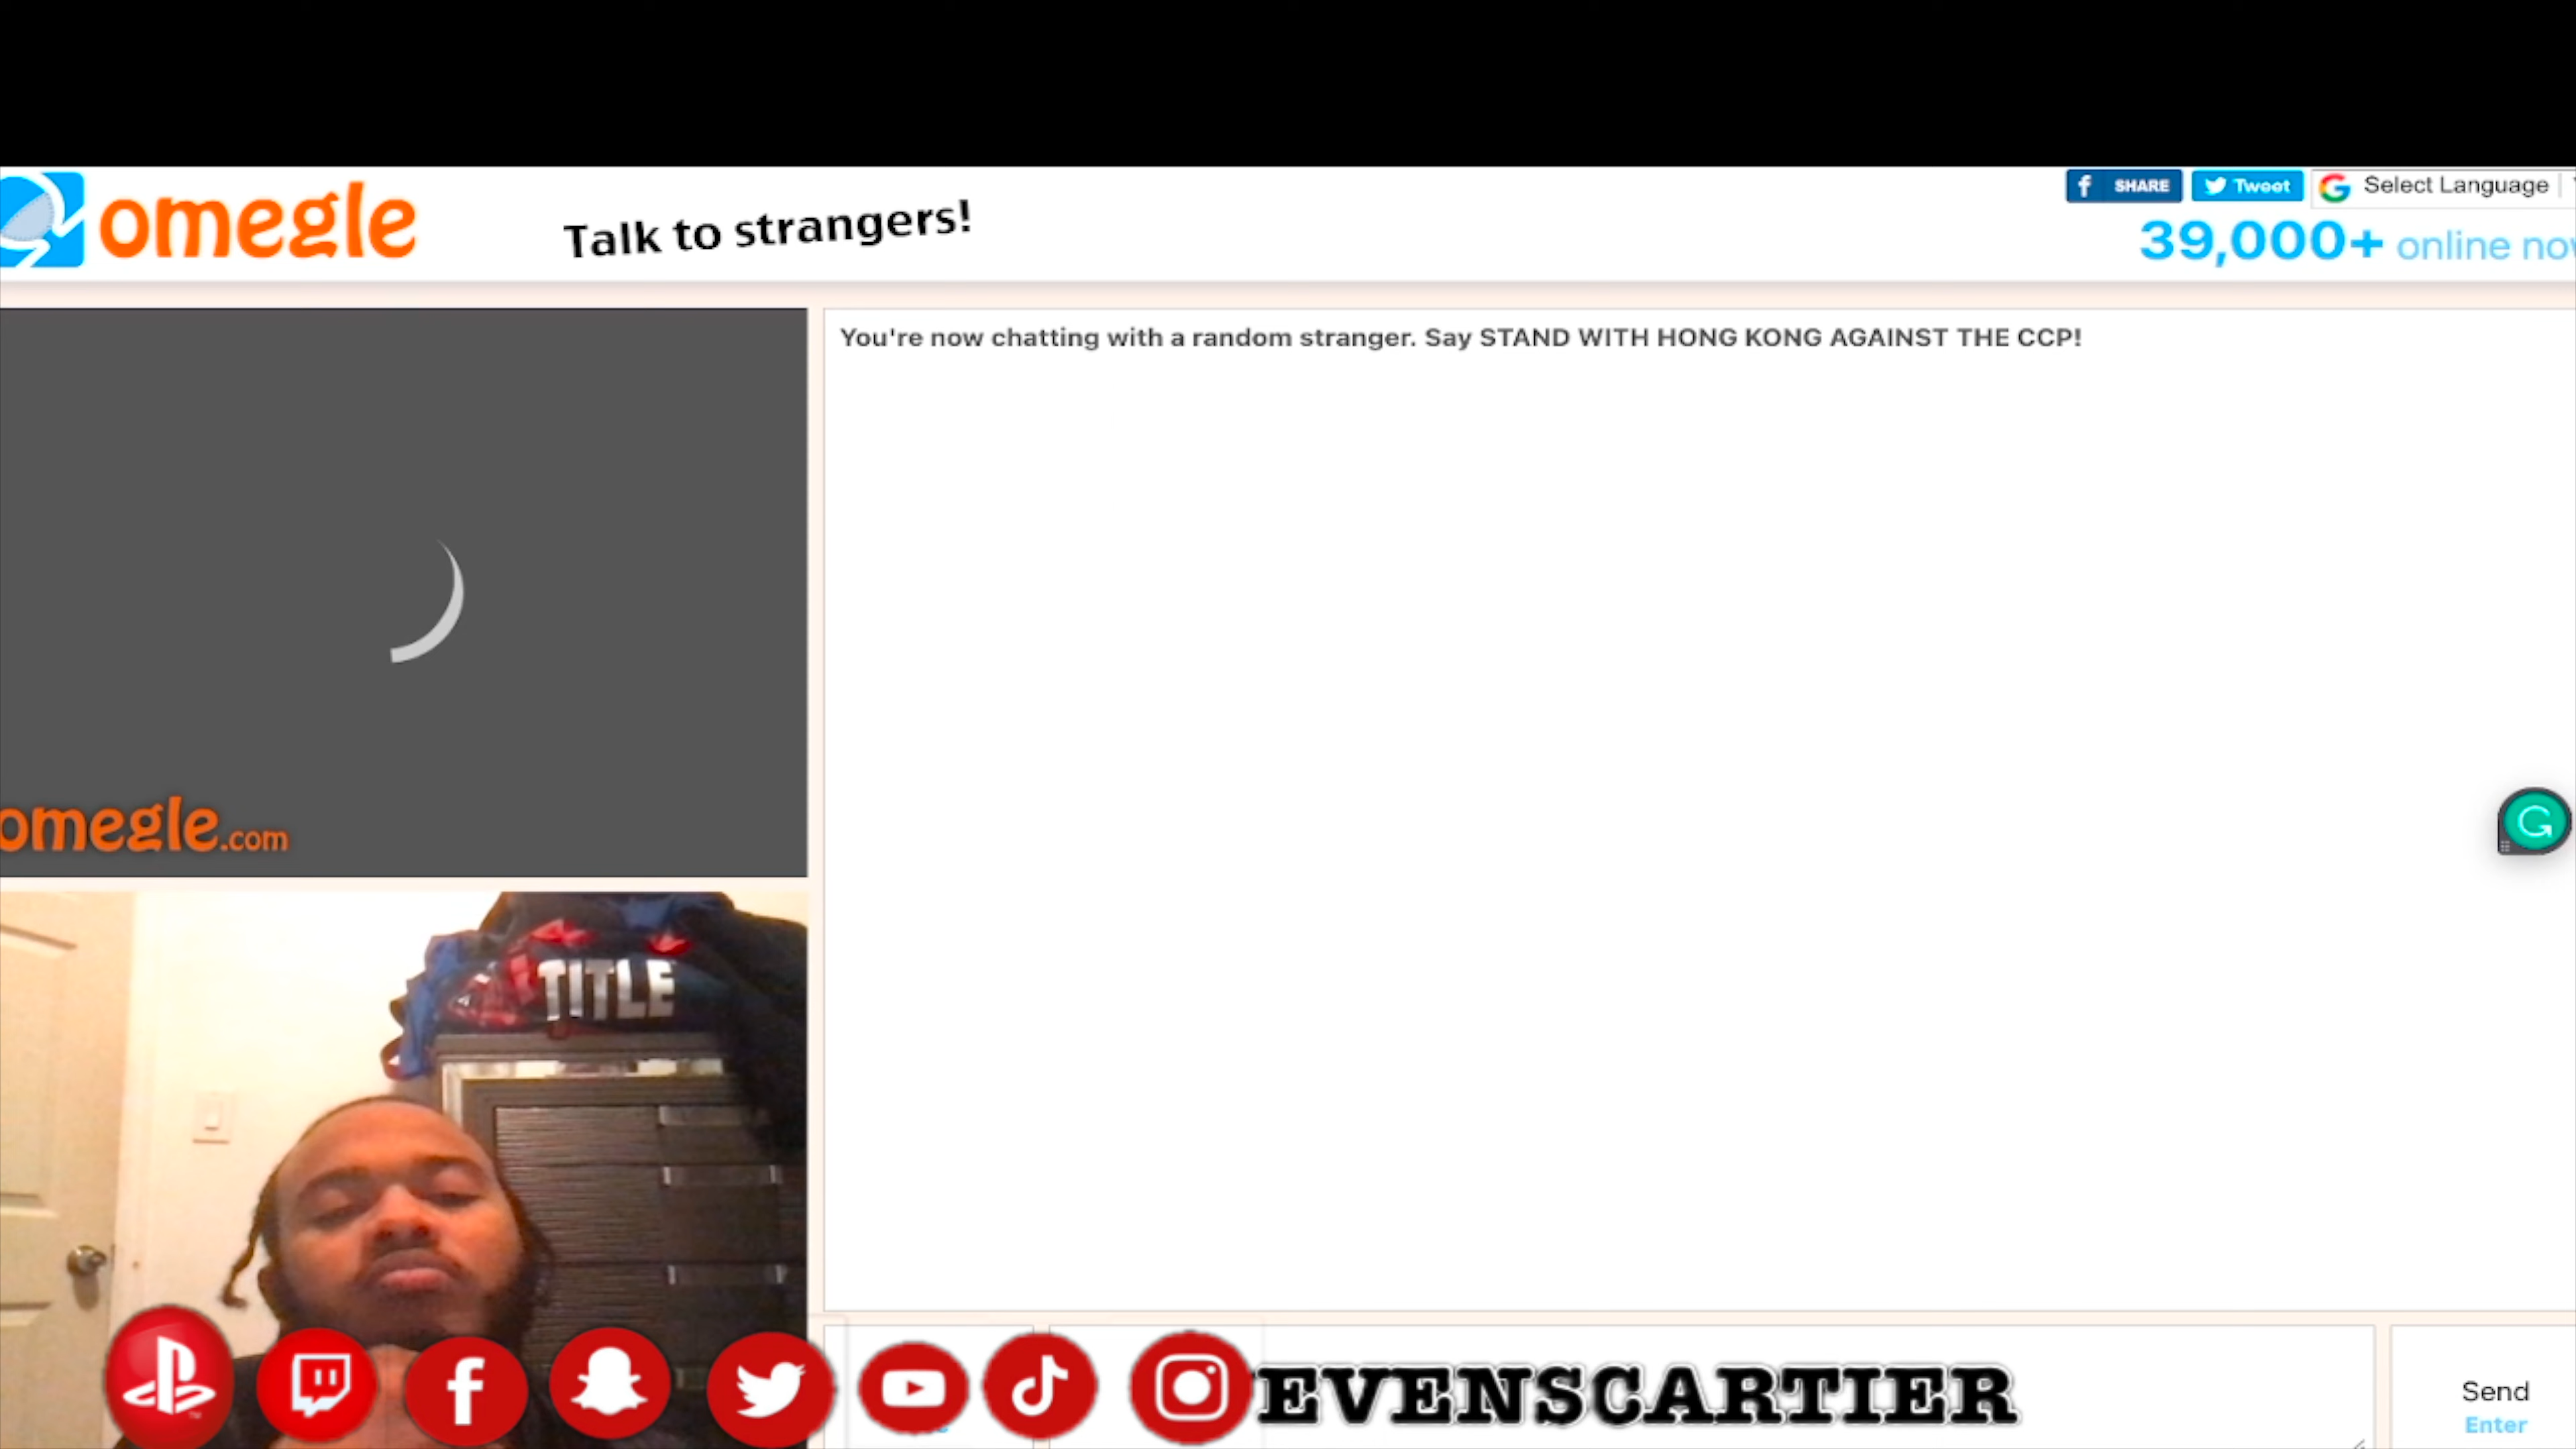 omegle
Talk to strangers!
f SHARE
Tweet
Select Language
39,000+ online now
You're now chatting with a random stranger. Say STAND WITH HONG KONG AGAINST THE CCP!
omegle.com
TITLE
EVENSCARTIER
Send
Enter